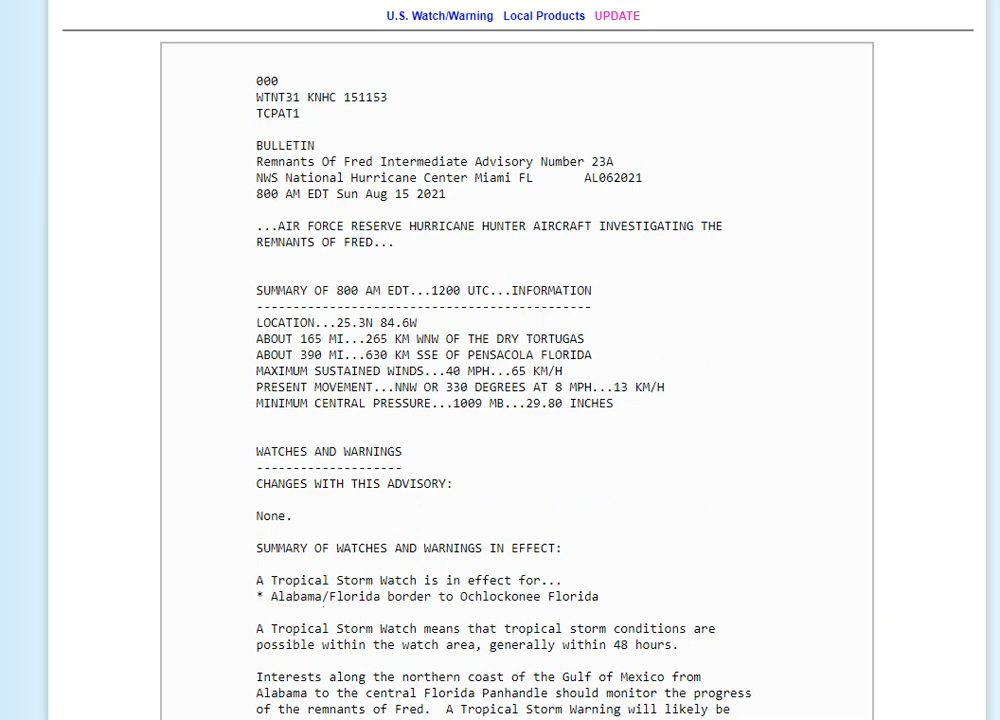 U.S. Watch/Warning Local Products UPDATE
000
WTNT31 KNHC 151153
TCPAT1
BULLETIN
Remnants Of Fred Intermediate Advisory Number 23A
NWS National Hurricane Center Miami FL AL062021
800 AM EDT Sun Aug 15 2021
...AIR FORCE RESERVE HURRICANE HUNTER AIRCRAFT INVESTIGATING THE
REMNANTS OF FRED...
SUMMARY OF 800 AM EDT...1200 UTC...INFORMATION
----------------------------------------------
LOCATION...25.3N 84.6W
ABOUT 165 MI...265 KM WNW OF THE DRY TORTUGAS
ABOUT 390 MI...630 KM SSE OF PENSACOLA FLORIDA
MAXIMUM SUSTAINED WINDS...40 MPH...65 KM/H
PRESENT MOVEMENT...NNW OR 330 DEGREES AT 8 MPH...13 KM/H
MINIMUM CENTRAL PRESSURE...1009 MB...29.80 INCHES
WATCHES AND WARNINGS
--------------------
CHANGES WITH THIS ADVISORY:
None.
SUMMARY OF WATCHES AND WARNINGS IN EFFECT:
A Tropical Storm Watch is in effect for...
* Alabama/Florida border to Ochlockonee Florida
A Tropical Storm Watch means that tropical storm conditions are
possible within the watch area, generally within 48 hours.
Interests along the northern coast of the Gulf of Mexico from
Alabama to the central Florida Panhandle should monitor the progress
of the remnants of Fred. A Tropical Storm Warning will likely be